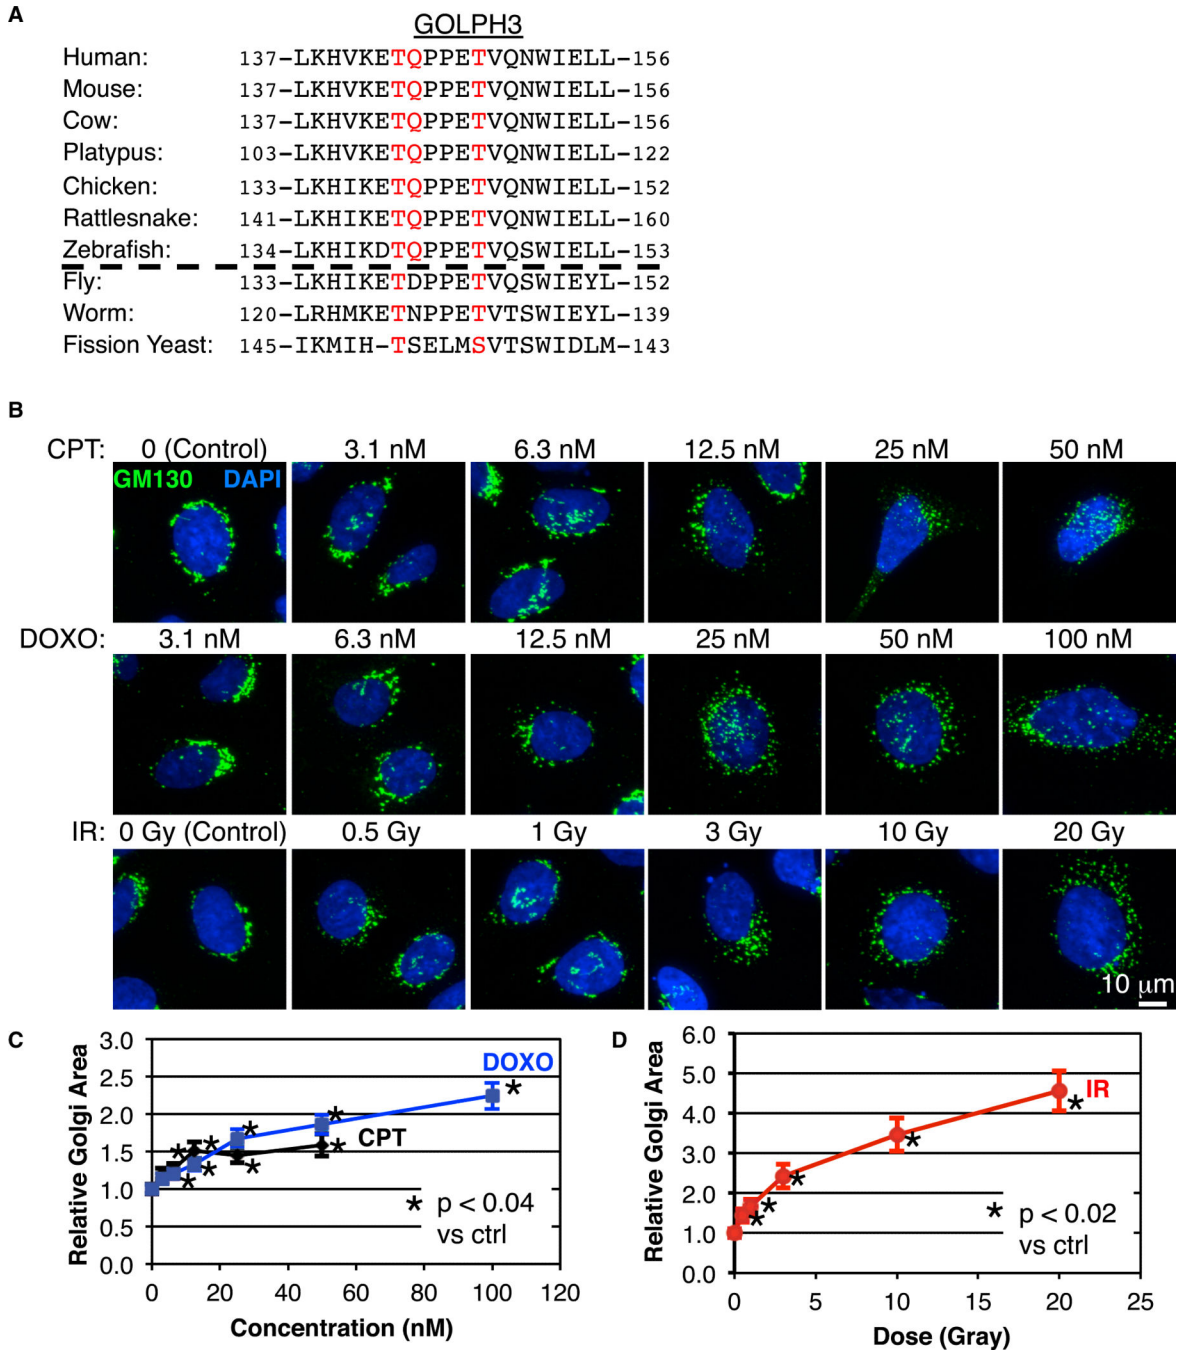 A
GOLPH3
Human: 137-LKHVKETQPPETVQNWIELL-156
Mouse: 137-LKHVKETQPPETVQNWIELL-156
Cow: 137-LKHVKETQPPETVQNWIELL-156
Platypus: 103-LKHVKETQPPETVQNWIELL-122
Chicken: 133-LKHIKETQPPETVQNWIELL-152
Rattlesnake: 141-LKHIKETQPPETVQNWIELL-160
Zebrafish: 134-LKHIKDTQPPETVQSWIELL-153
Fly: 133-LKHIKETDPPETVQSWIEYL-152
Worm: 120-LRHMKETNPPETVTSWIEYL-139
Fission Yeast: 145-IKMIH-TSELMSVTSWIDLM-143
B
CPT: 0 (Control) 3.1 nM 6.3 nM 12.5 nM 25 nM 50 nM
GM130 DAPI
DOXO: 3.1 nM 6.3 nM 12.5 nM 25 nM 50 nM 100 nM
IR: 0 Gy (Control) 0.5 Gy 1 Gy 3 Gy 10 Gy 20 Gy
10 μm
C
Relative Golgi Area
3.0
2.5
2.0
1.5
1.0
0.5
0.0
DOXO
CPT
* p < 0.04
vs ctrl
0 20 40 60 80 100 120
Concentration (nM)
D
Relative Golgi Area
6.0
5.0
4.0
3.0
2.0
1.0
0.0
IR
* p < 0.02
vs ctrl
0 5 10 15 20 25
Dose (Gray)